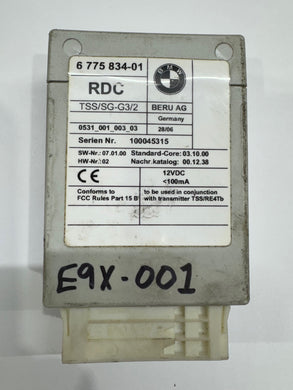 6 775 834-01
BMW
RDC
TSS/SG-G3/2
BERU AG
Germany
0531_001_003_03
28/06
Serien Nr. 100045315
SW-Nr.: 07.01.00 Standard-Core: 03.10.00
HW-Nr.: 02 Nachr.katalog: 00.12.38
CE
12VDC
<100mA
Conforms to
FCC Rules Part 15 B
to be used in conjunction
with transmitter TSS/RE4Tb
E9X-001